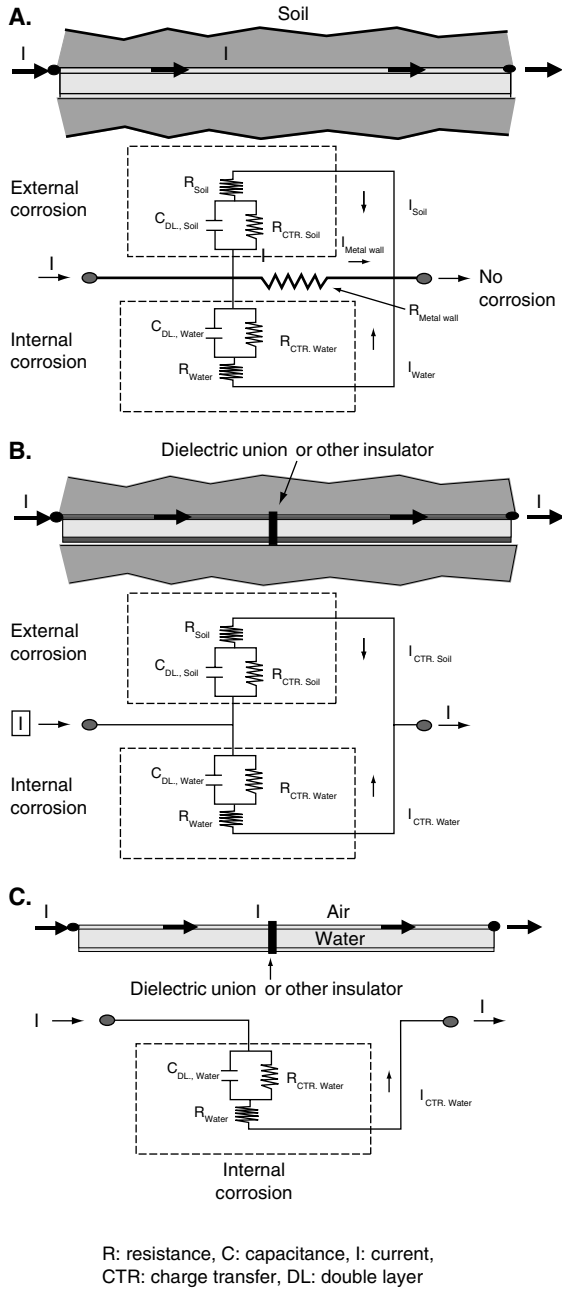 A.
Soil
I
I
External
corrosion
R Soil
C DL., Soil
R CTR. Soil
I Soil
I
I Metal wall
I
No
corrosion
R Metal wall
Internal
corrosion
C DL., Water
R CTR. Water
R Water
I Water
B.
Dielectric union or other insulator
I
I
External
corrosion
R Soil
C DL., Soil
R CTR. Soil
I CTR. Soil
I
I
Internal
corrosion
C DL., Water
R CTR. Water
R Water
I CTR. Water
C.
I
I
Air
Water
Dielectric union or other insulator
I
I
C DL., Water
R CTR. Water
R Water
I CTR. Water
Internal
corrosion
R: resistance, C: capacitance, I: current,
CTR: charge transfer, DL: double layer